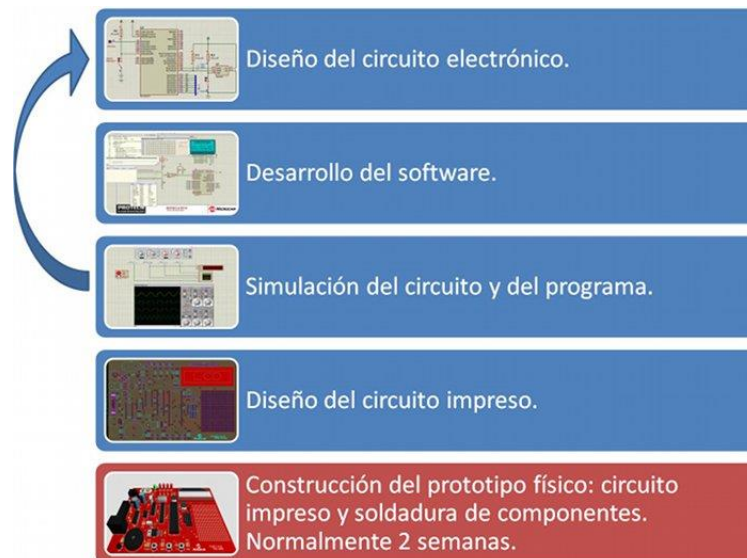 Diseño del circuito electrónico.
Desarrollo del software.
Simulación del circuito y del programa.
Diseño del circuito impreso.
Construcción del prototipo físico: circuito
impreso y soldadura de componentes.
Normalmente 2 semanas.